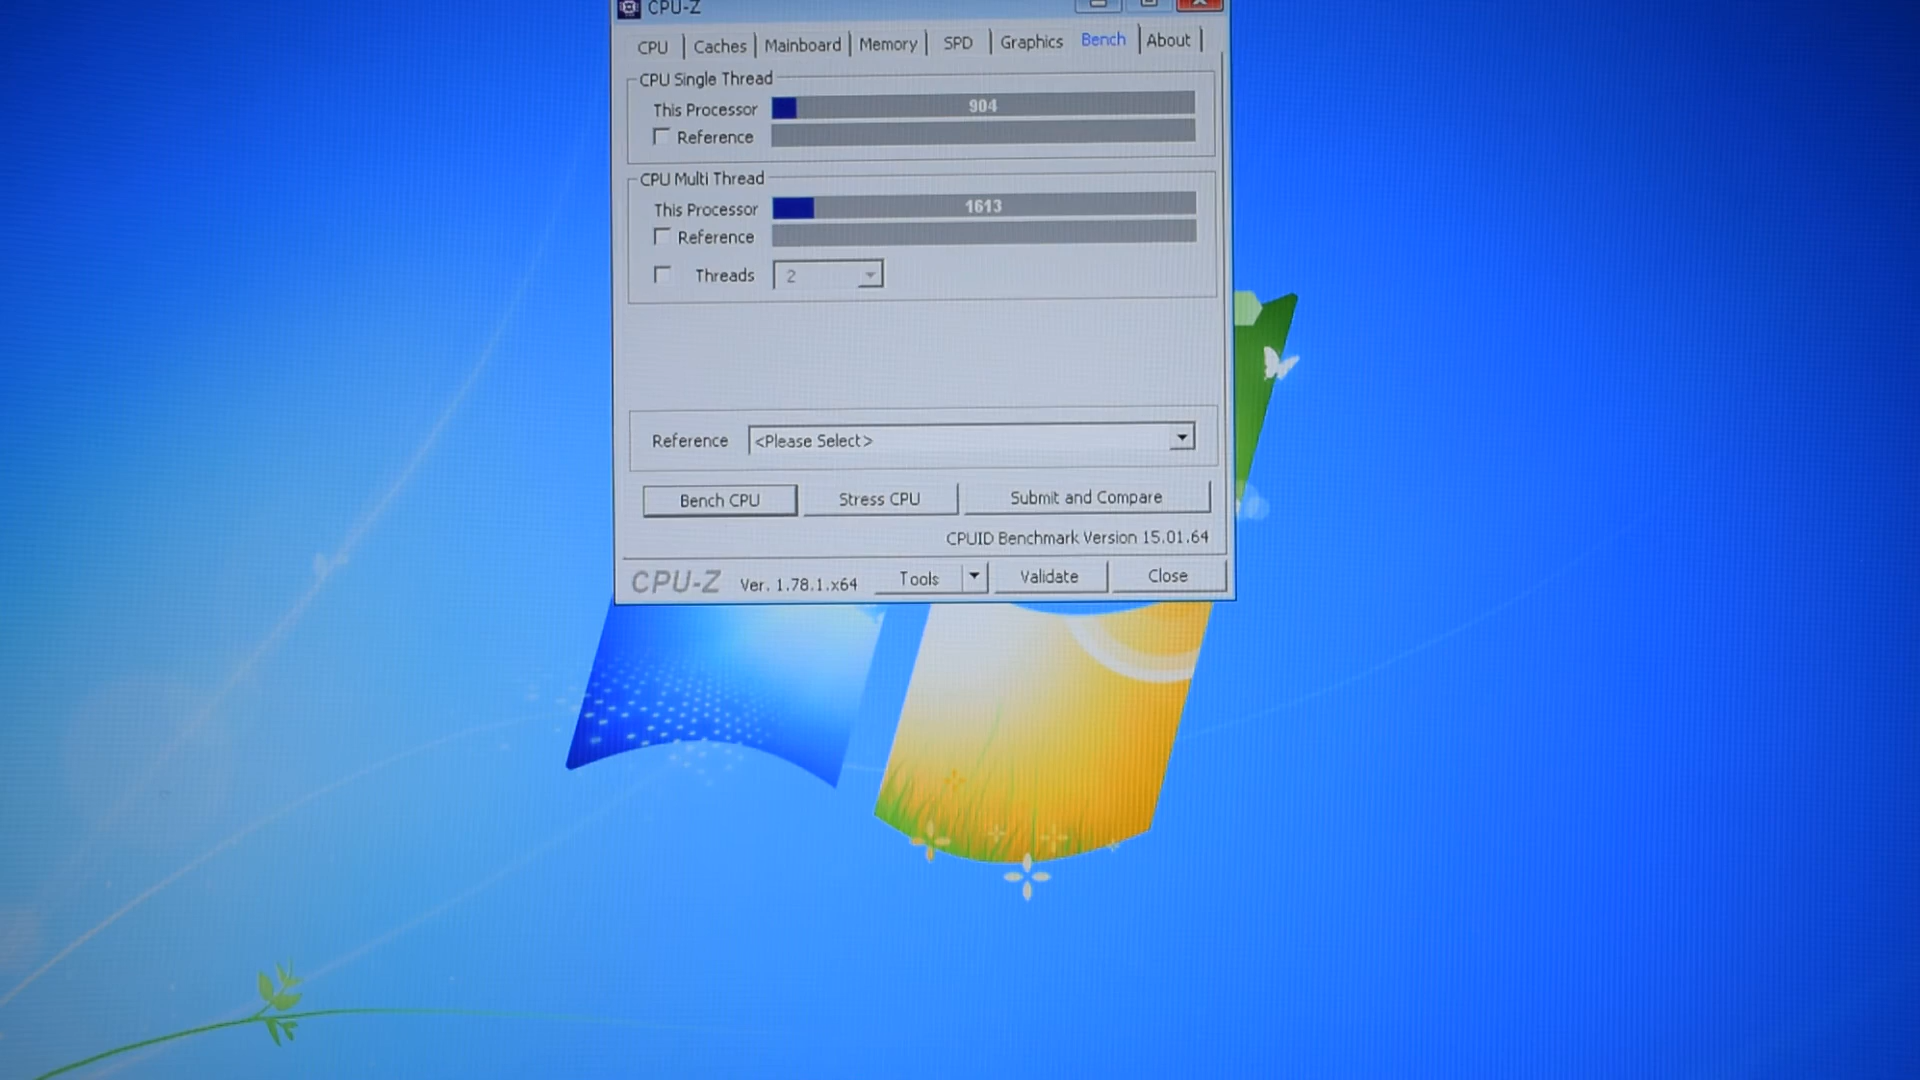 CPU-Z
CPU Caches Mainboard Memory SPD Graphics Bench About
CPU Single Thread
This Processor 904
Reference
CPU Multi Thread
This Processor 1613
Reference
Threads 2
Reference <Please Select>
Bench CPU Stress CPU Submit and Compare
CPUID Benchmark Version 15.01.64
CPU-Z Ver. 1.78.1.x64 Tools Validate Close